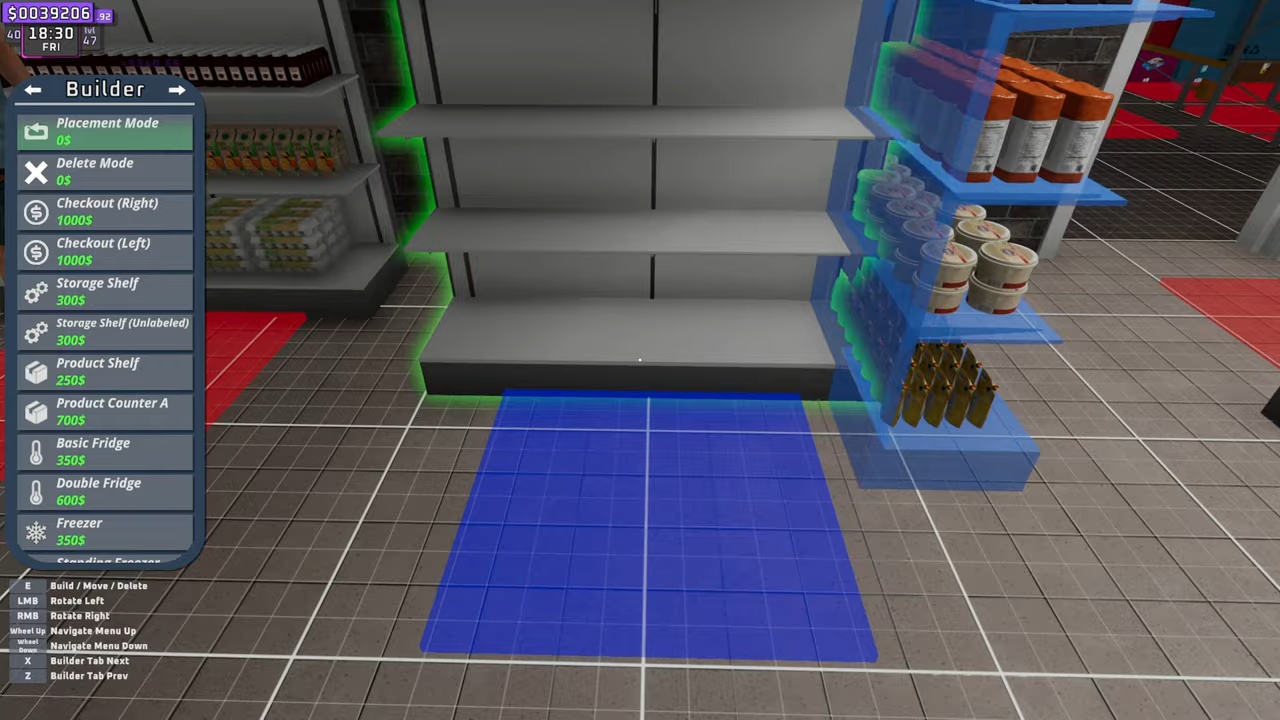 $0039206.92
40 18:30 lvl
FRI 47
Builder
Placement Mode
0$
Delete Mode
0$
Checkout (Right)
1000$
Checkout (Left)
1000$
Storage Shelf
300$
Storage Shelf (Unlabeled)
300$
Product Shelf
250$
Product Counter A
700$
Basic Fridge
350$
Double Fridge
600$
Freezer
350$
Standing Freezer
E Build / Move / Delete
LMB Rotate Left
RMB Rotate Right
Wheel Up Navigate Menu Up
Wheel Down Navigate Menu Down
X Builder Tab Next
Z Builder Tab Prev